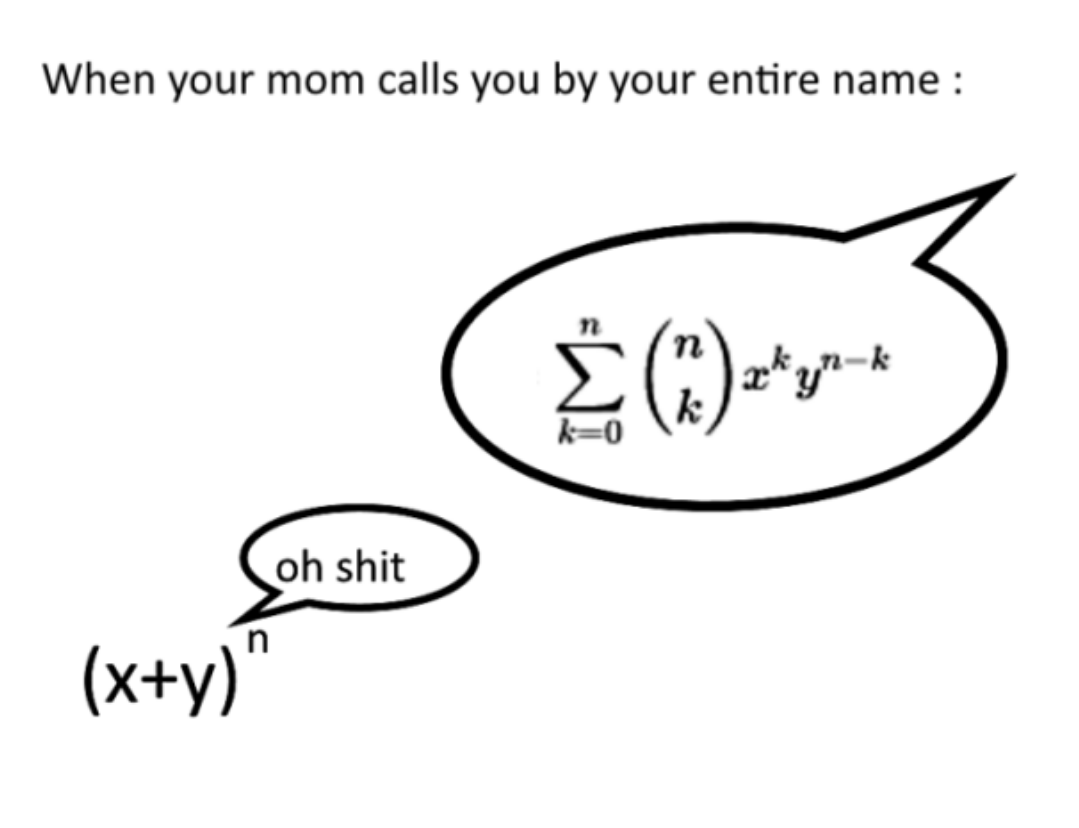 When your mom calls you by your entire name :
$\sum_{k=0}^{n} \binom{n}{k} x^k y^{n-k}$
oh shit
(x+y)ⁿ